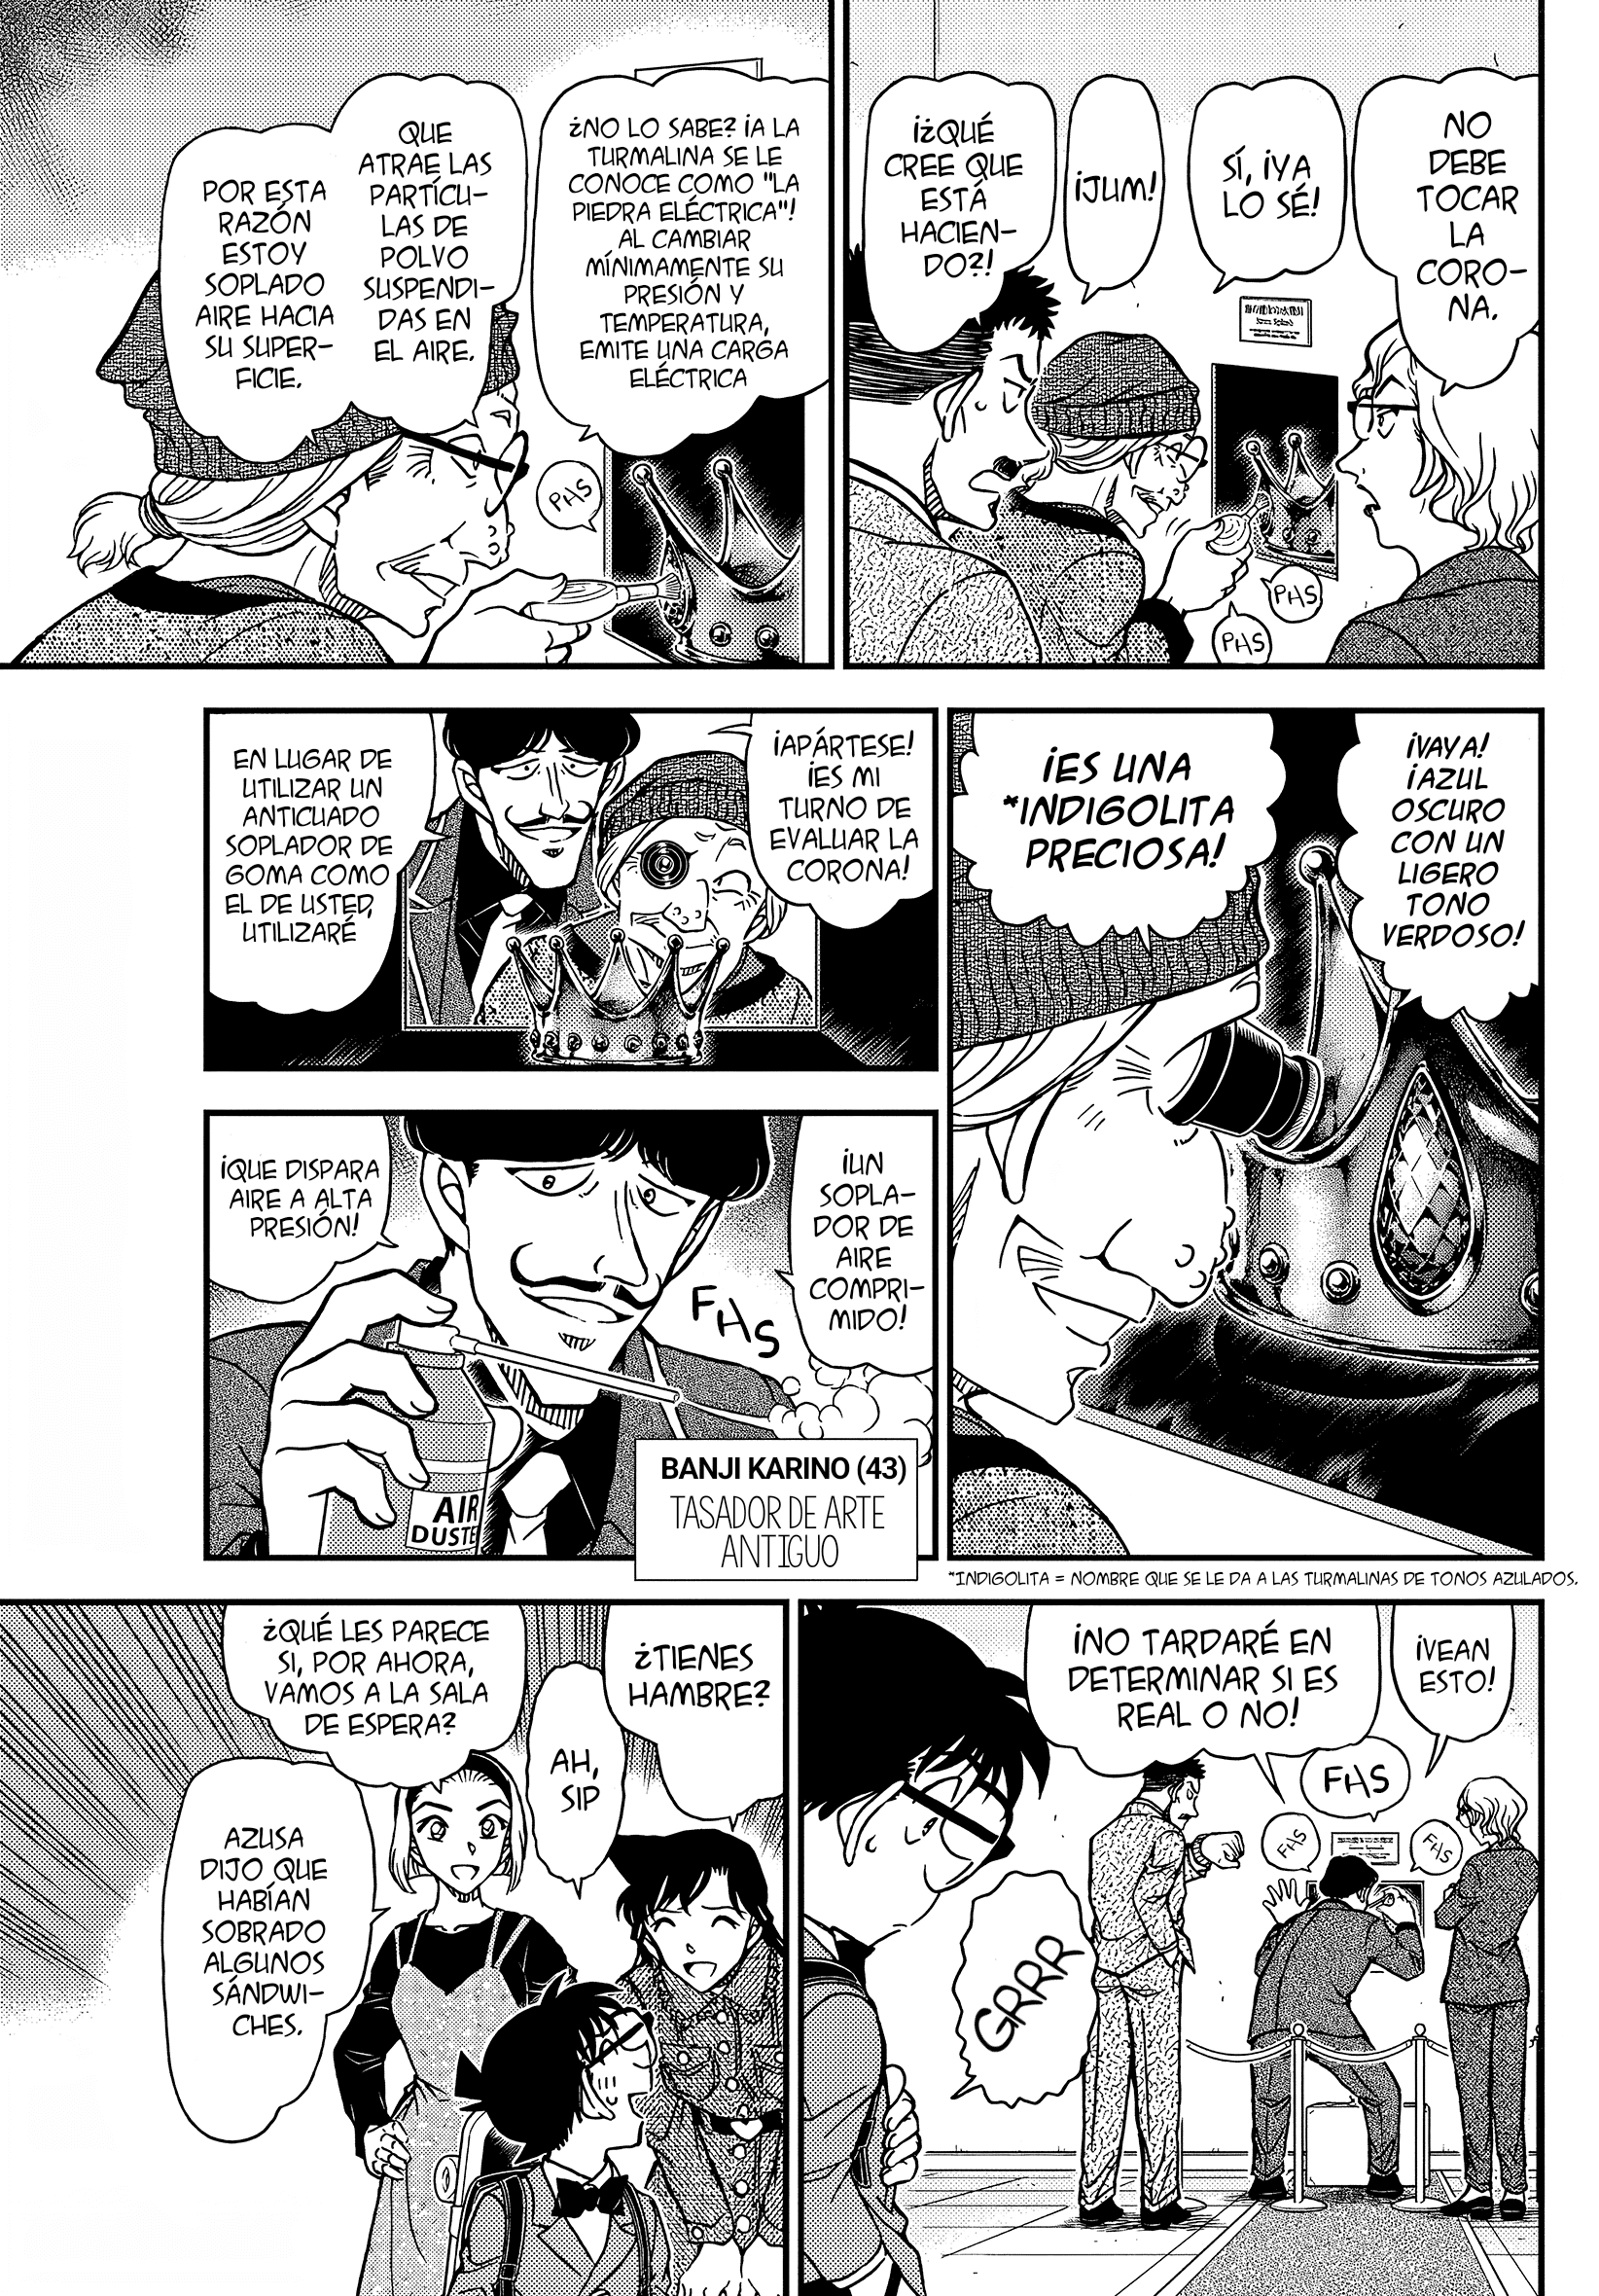 NO
DEBE
TOCAR
LA
CORO-
NA.
SÍ, ¡YA
LO SÉ!
¡JUM!
¡¿QUÉ
CREE QUE
ESTÁ
HACIEN-
DO?!
PHS
PHS
¿NO LO SABE? ¡A LA
TURMALINA SE LE
CONOCE COMO "LA
PIEDRA ELÉCTRICA"!
AL CAMBIAR
MÍNIMAMENTE SU
PRESIÓN Y
TEMPERATURA,
EMITE UNA CARGA
ELÉCTRICA
QUE
ATRAE LAS
PARTÍCU-
LAS DE
POLVO
SUSPENDI-
DAS EN
EL AIRE.
POR ESTA
RAZÓN
ESTOY
SOPLADO
AIRE HACIA
SU SUPER-
FICIE.
PHS
¡VAYA!
¡AZUL
OSCURO
CON UN
LIGERO
TONO
VERDOSO!
¡ES UNA
*INDIGOLITA
PRECIOSA!
¡APÁRTESE!
¡ES MI
TURNO DE
EVALUAR LA
CORONA!
EN LUGAR DE
UTILIZAR UN
ANTICUADO
SOPLADOR DE
GOMA COMO
EL DE USTED,
UTILIZARÉ
¡UN
SOPLA-
DOR DE
AIRE
COMPRI-
MIDO!
FHS
¡QUE DISPARA
AIRE A ALTA
PRESIÓN!
AIR
DUSTE
BANJI KARINO (43)
TASADOR DE ARTE
ANTIGUO
*INDIGOLITA = NOMBRE QUE SE LE DA A LAS TURMALINAS DE TONOS AZULADOS.
¡VEAN
ESTO!
¡NO TARDARÉ EN
DETERMINAR SI ES
REAL O NO!
FHS
FHS
FHS
GRRR
¿TIENES
HAMBRE?
AH,
SIP
¿QUÉ LES PARECE
SI, POR AHORA,
VAMOS A LA SALA
DE ESPERA?
AZUSA
DIJO QUE
HABÍAN
SOBRADO
ALGUNOS
SÁNDWI-
CHES.